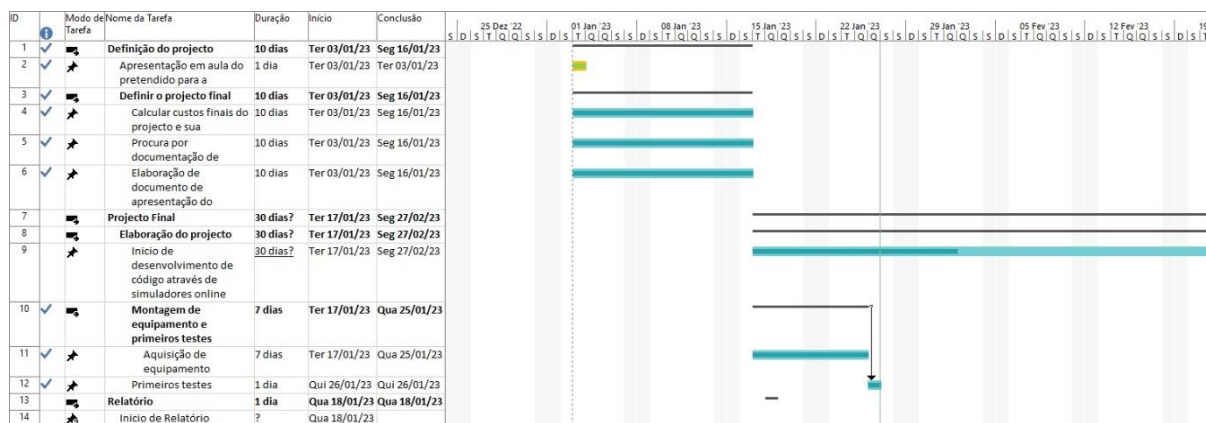 ID
Modo de Tarefa
Nome da Tarefa
Duração
Início
Conclusão
25 Dez '22
01 Jan '23
08 Jan '23
15 Jan '23
22 Jan '23
29 Jan '23
05 Fev '23
12 Fev '23
19
S D S T Q Q S S D S T Q Q S S D S T Q Q S S D S T Q Q S S D S T Q Q S S D S T Q Q S S D S T Q Q S S D S T Q Q S S D S T
1 Definição do projecto 10 dias Ter 03/01/23 Seg 16/01/23
2 Apresentação em aula do 1 dia Ter 03/01/23 Ter 03/01/23
pretendido para a
3 Definir o projecto final 10 dias Ter 03/01/23 Seg 16/01/23
4 Calcular custos finais do 10 dias Ter 03/01/23 Seg 16/01/23
projecto e sua
5 Procura por 10 dias Ter 03/01/23 Seg 16/01/23
documentação de
6 Elaboração de 10 dias Ter 03/01/23 Seg 16/01/23
documento de
apresentação do
7 Projecto Final 30 dias? Ter 17/01/23 Seg 27/02/23
8 Elaboração do projecto 30 dias? Ter 17/01/23 Seg 27/02/23
9 Inicio de 30 dias? Ter 17/01/23 Seg 27/02/23
desenvolvimento de
código através de
simuladores online
10 Montagem de 7 dias Ter 17/01/23 Qua 25/01/23
equipamento e
primeiros testes
11 Aquisição de 7 dias Ter 17/01/23 Qua 25/01/23
equipamento
12 Primeiros testes 1 dia Qui 26/01/23 Qui 26/01/23
13 Relatório 1 dia Qua 18/01/23 Qua 18/01/23
14 Inicio de Relatório ? Qua 18/01/23